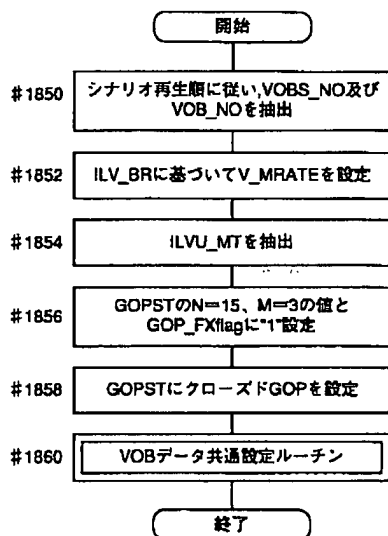 開始
#1850
シナリオ再生順に従い,VOBS_NO及び
VOB_NOを抽出
#1852
ILV_BRに基づいてV_MRATEを設定
#1854
ILVU_MTを抽出
#1856
GOPSTのN=15、M=3の値と
GOP_FXflagに"1"設定
#1858
GOPSTにクローズドGOPを設定
#1860
VOBデータ共通設定ルーチン
終了